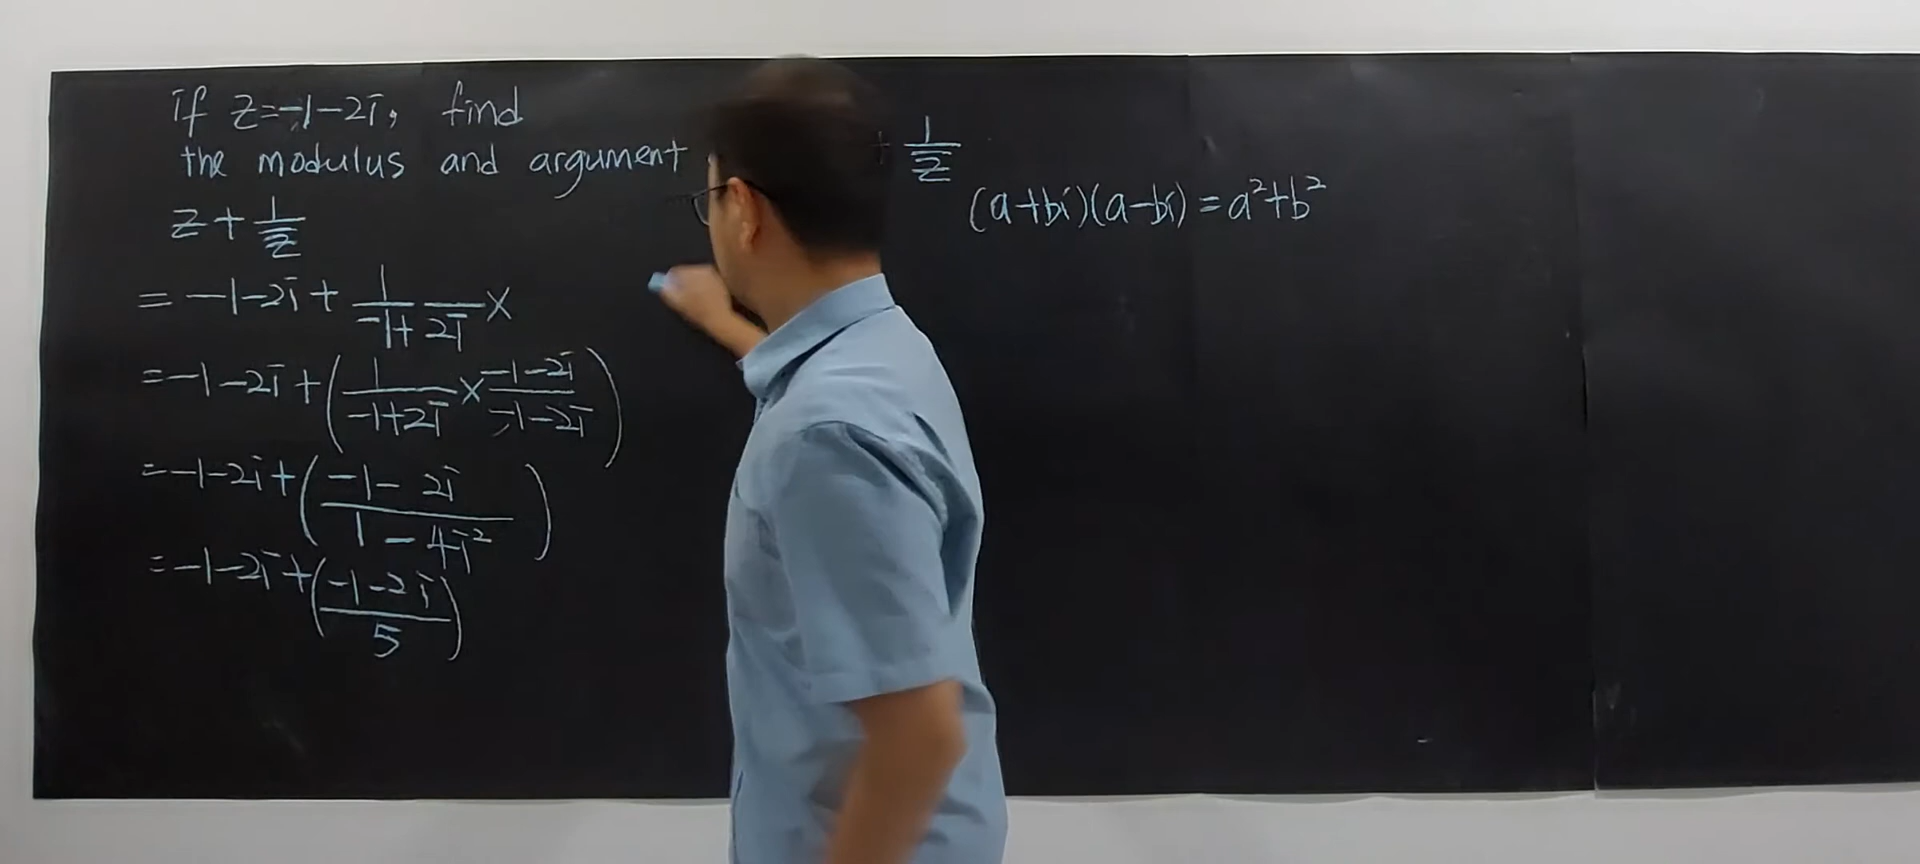 if z=-1-2i, find
the modulus and argument + 1/z̄
z + 1/z̄
(a+bi)(a-bi) = a²+b²
= -1-2i + 1/(-1+2i) ×
= -1-2i + (1/(-1+2i) × (-1-2i)/(-1-2i))
= -1-2i + ((-1-2i)/(1-4i²))
= -1-2i + ((-1-2i)/5)